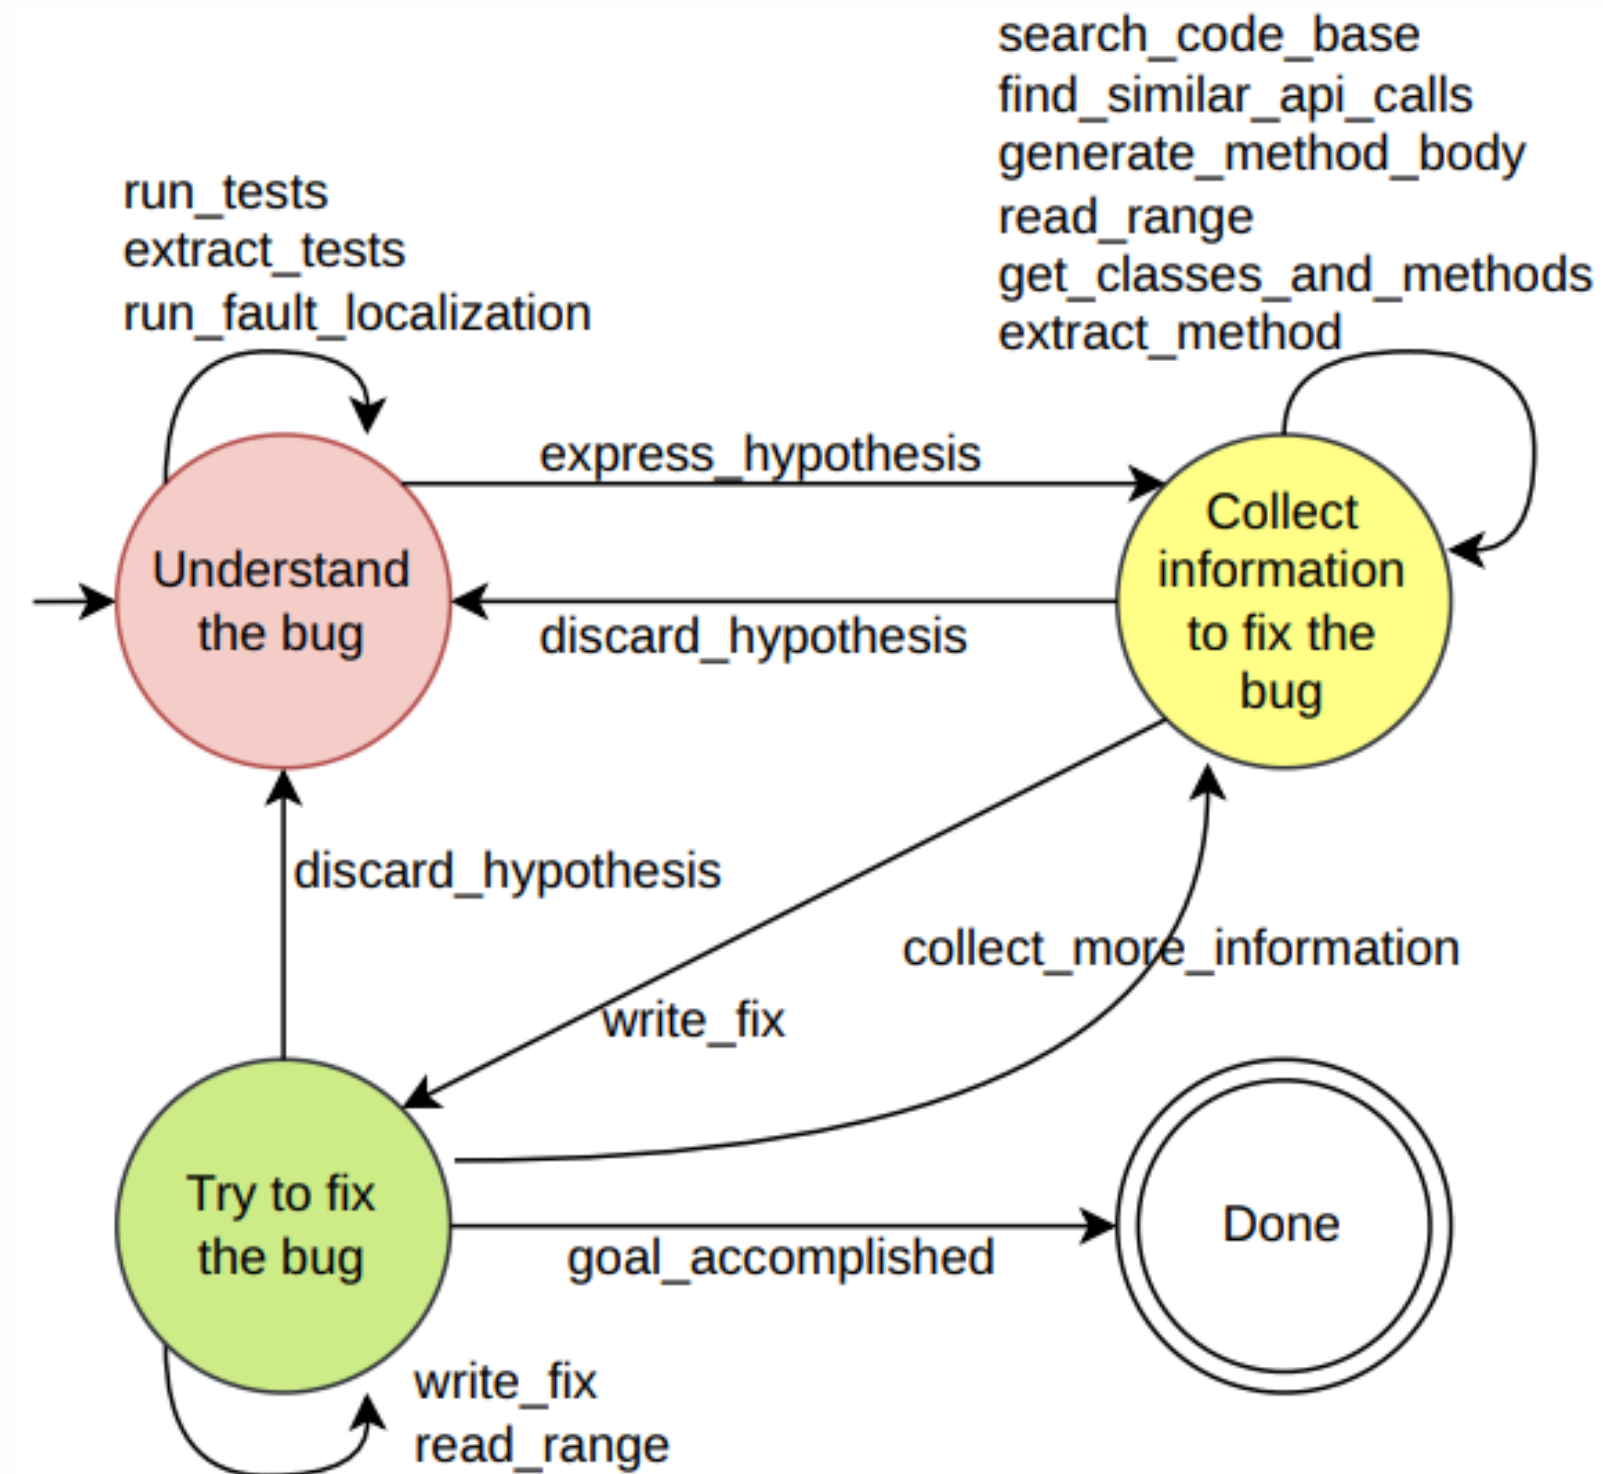 search_code_base
find_similar_api_calls
generate_method_body
read_range
get_classes_and_methods
extract_method
run_tests
extract_tests
run_fault_localization
express_hypothesis
Understand
the bug
Collect
information
to fix the
bug
discard_hypothesis
discard_hypothesis
collect_more_information
write_fix
Try to fix
the bug
goal_accomplished
Done
write_fix
read_range